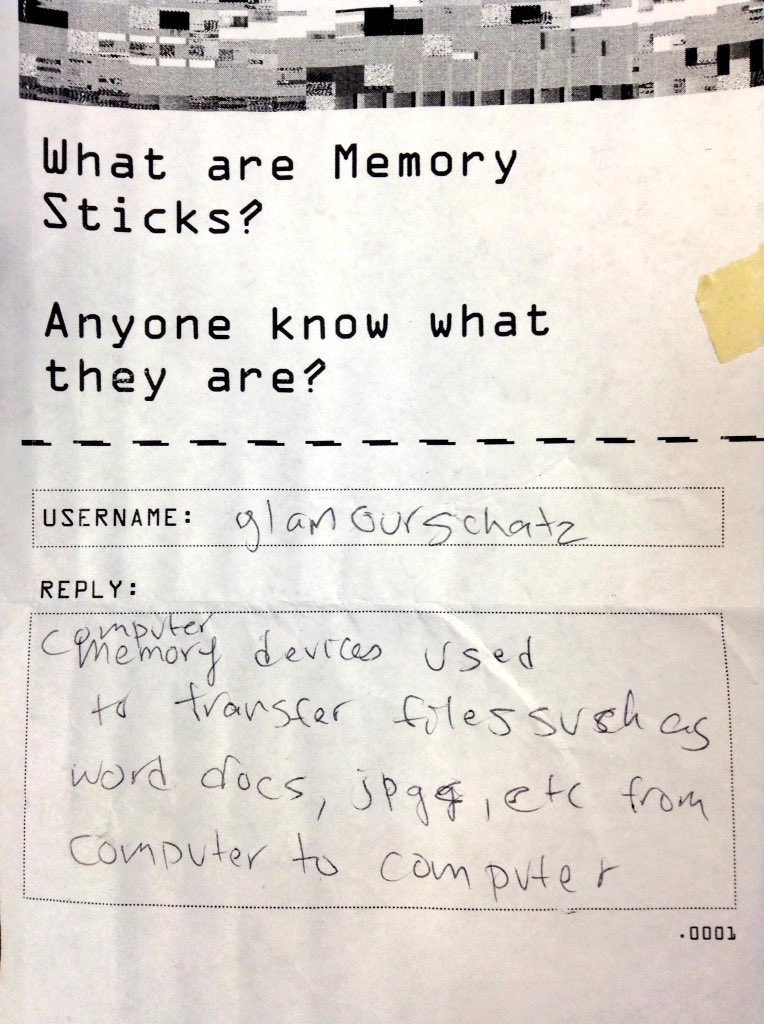 What are Memory
Sticks?
Anyone know what
they are?
USERNAME: glamourschatz
REPLY:
computer
memory devices used
to transfer files such as
word docs, jpgs, etc from
computer to computer
.0001